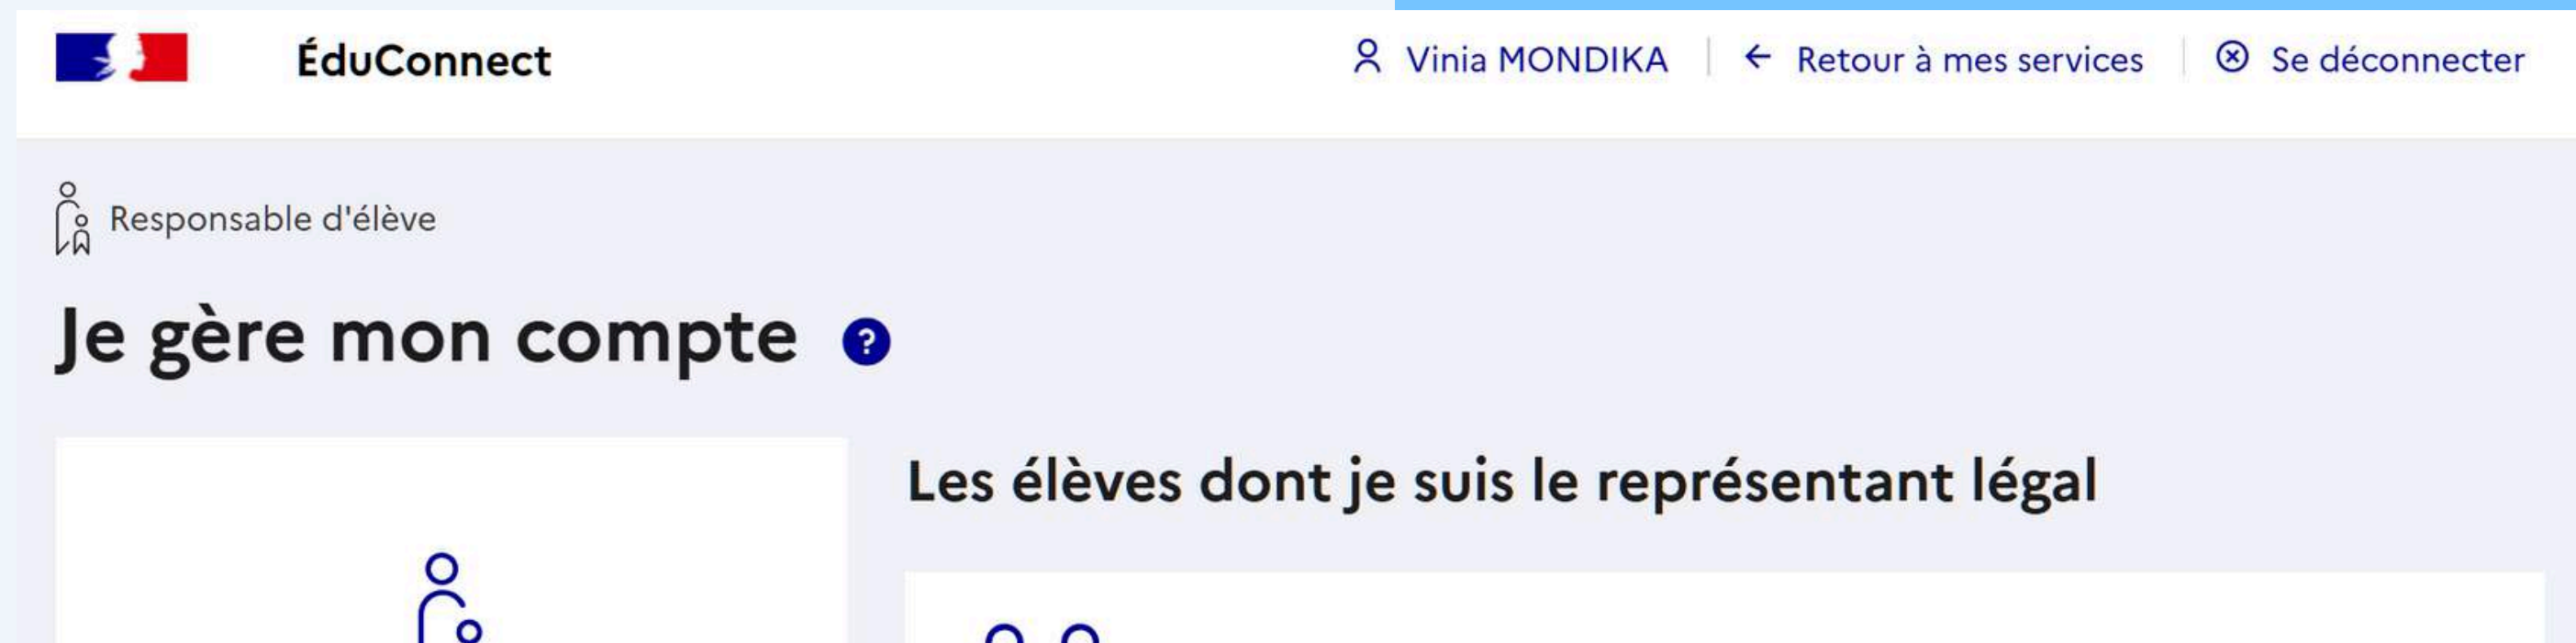 ÉduConnect
Vinia MONDIKA
← Retour à mes services
Se déconnecter
Responsable d'élève
Je gère mon compte ?
Les élèves dont je suis le représentant légal